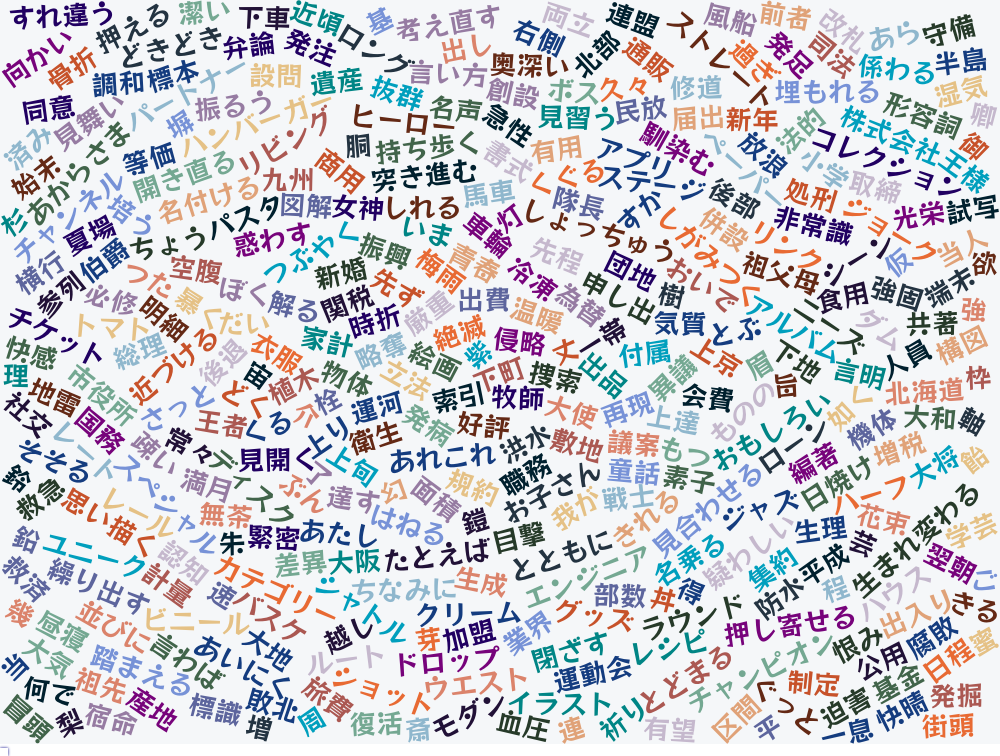 すれ違う
押える
潔い
下車
近頃
ロング
基
考え直す
両立
連盟
ストレート
風船
前者
改札
あら
守備
向かい
骨折
どきどき
弁論
発注
出し
右側
北部
通販
過ぎ
発足
司法
係わる
半島
調和
標本
パートナー
設問
遺産
抜群
言い方
奥深い
創設
ボス
久々
修道
埋もれる
形容詞
湿気
卿
同意
済み
見舞い
塀
振るう
ハンバーガー
ヒーロー
名声
急性
見習う
民放
届出
新年
法的
株式会社
御
始末
あからさま
等価
開き直る
リビング
胴
持ち歩く
書式
有用
アプリ
馴染む
ペーパー
放浪
小学
コレクション
王様
杉
チャンネル
培う
名付ける
九州
商用
突き進む
馬車
くぐる
ステージ
後部
処刑
取締
ジョーク
光栄
試写
夏場
ちょう
パスタ
図解
女神
しれる
車輪
灯
しょっちゅう
隊長
すか
しがみつく
併設
リンク
非常識
シーン
仮
当人
欲
横行
伯爵
惑わす
つぶやく
いま
振興
梅雨
青春
冷凍
先程
団地
おいで
祖父母
食用
強固
端末
参列
必修
つた
空腹
ぼく
解る
新婚
関税
先ず
出費
為替
申し出
樹
アルバム
ニーズ
ダム
共著
強
チケット
トマト
明細
暴く
だい
家計
時折
厳重
温暖
一帯
気質
とぶ
言明
人員
構図
快感
総理
近づける
後退
衣服
略奪
絵画
絶滅
紫
侵略
丈
出品
付属
異議
上京
眉
下地
北海道
枠
理
地雷
市役所
さっと
どく
宙
植木
物体
立法
索引
下町
牧師
捜索
大使
再現
上達
会費
ものの
旨
如く
機体
大和
軸
社交
国務
疎い
王者
くる
栓
上り
運河
衛生
発病
好評
洪水
敷地
議案
もつ
おもしろい
ローン
編著
増税
大将
飴
そそる
レート
スペシャル
常々
ディスク
見開く
上旬
あれこれ
職務
お子さん
童話
素子
見合わせる
ジャズ
日焼け
ハーフ
鈴
救急
思い描く
レール
満月
無茶
ぶん
達す
幻
面積
規約
鎧
目撃
我が
戦士
きれる
疑わしい
生理
花束
芸
生まれ変わる
学芸
鉛
ユニーク
認知
朱
緊密
あたし
はねる
差異
大阪
たとえば
とともに
エンジニア
名乗る
集約
防水
平成
程
ハウス
翌朝
ご
救済
繰り出す
計量
カテゴリー
速
バスケ
ジャトル
ちなみに
生成
クリーム
グッズ
部数
丼
得
ラウンド
押し寄せる
恨み
出入り
きる
幾
昼寝
並びに
ビニール
言わば
あいにく
大地
越し
ルート
芽
加盟
業界
閉ざす
レシピ
公用
腐敗
蜜
大気
踏まえる
祖先
産地
標識
敗北
旅費
ショット
ドロップ
ウエスト
運動会
とどまる
チャンピオン
ぐっと
制定
迫害
基金
日程
発掘
何で
冒頭
梨
宿命
増
周
復活
斎
モダン
血圧
イラスト
連
祈り
有望
区間
平
一息
快晴
街頭